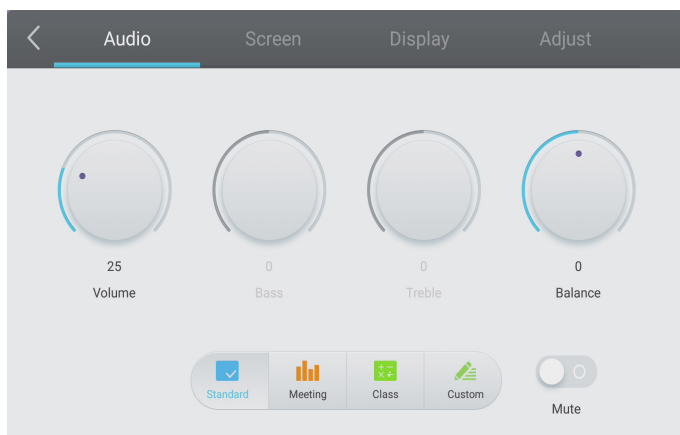 Audio Screen Display Adjust
25 0 0 0
Volume Bass Treble Balance
Standard Meeting Class Custom
Mute